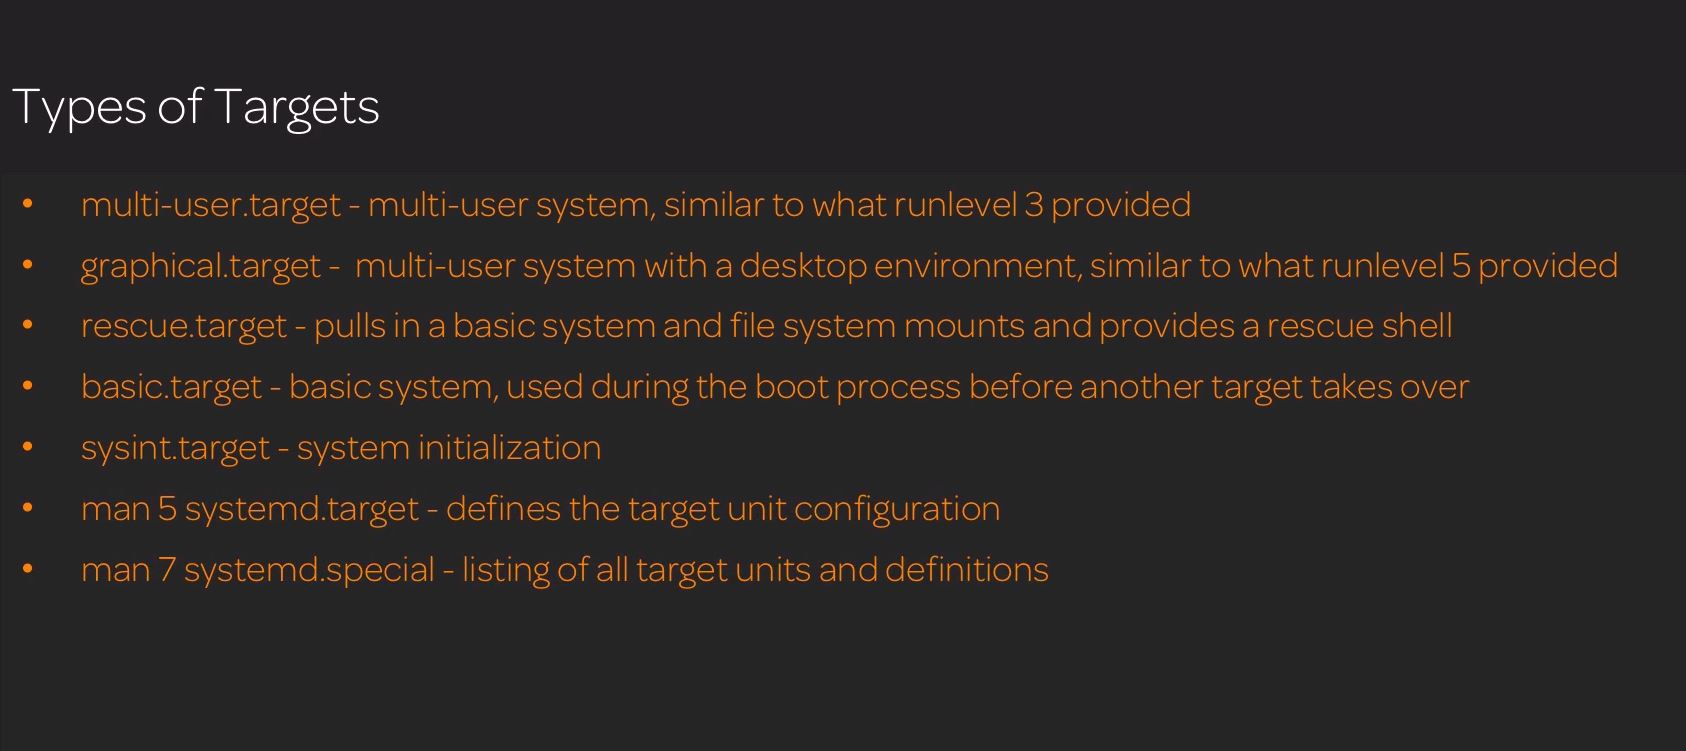 Types of Targets
• multi-user.target - multi-user system, similar to what runlevel 3 provided
• graphical.target - multi-user system with a desktop environment, similar to what runlevel 5 provided
• rescue.target - pulls in a basic system and file system mounts and provides a rescue shell
• basic.target - basic system, used during the boot process before another target takes over
• sysint.target - system initialization
• man 5 systemd.target - defines the target unit configuration
• man 7 systemd.special - listing of all target units and definitions